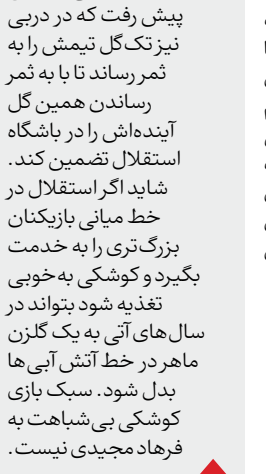 پیش رفت که در دربی
نیز تک‌گل تیمش را به
ثمر رساند تا با به ثمر
رساندن همین گل
آینده‌اش را در باشگاه
استقلال تضمین کند.
شاید اگر استقلال در
خط میانی بازیکنان
بزرگ‌تری را به خدمت
بگیرد و کوشکی به‌خوبی
تغذیه شود بتواند در
سال‌های آتی به یک گلزن
ماهر در خط آتش آبی‌ها
بدل شود. سبک بازی
کوشکی بی‌شباهت به
فرهاد مجیدی نیست.